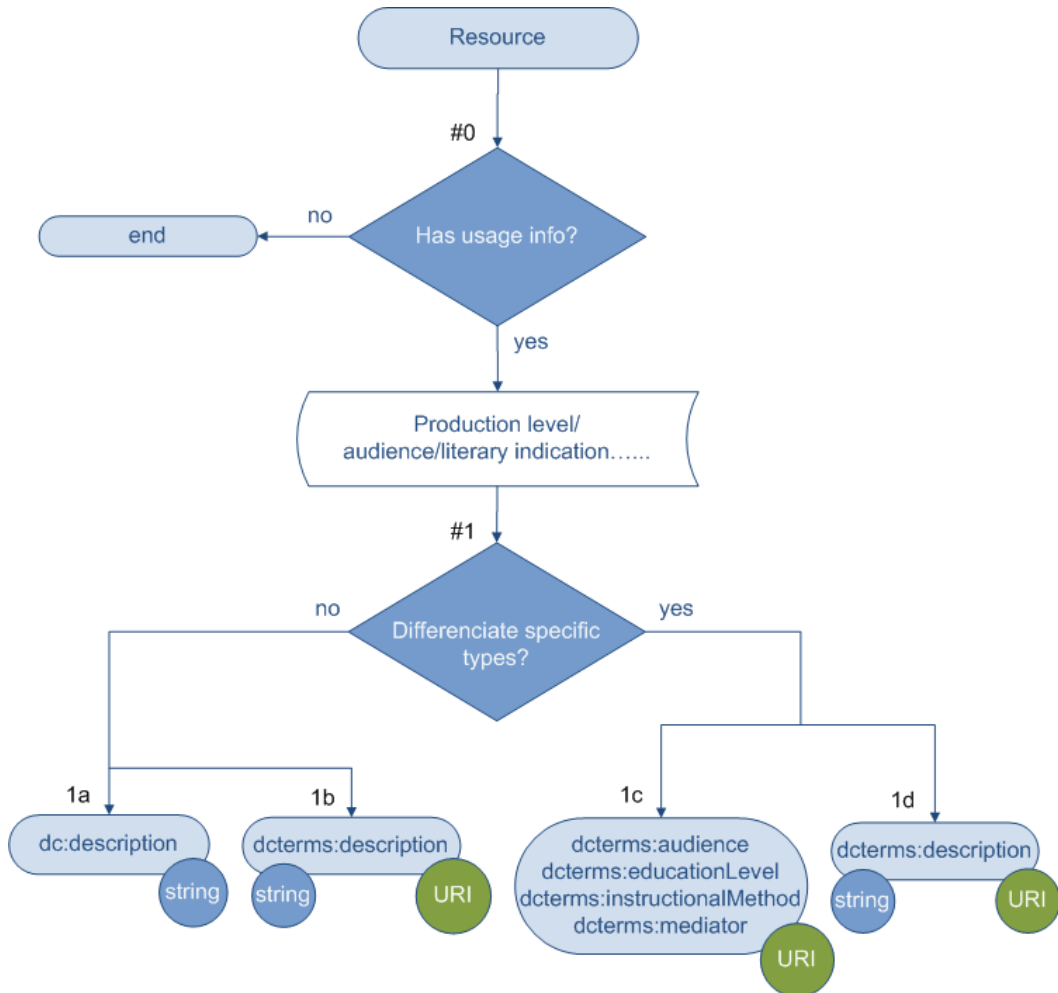 Resource
#0
Has usage info?
no
end
yes
Production level/
audience/literary indication…...
#1
no
yes
Differenciate specific
types?
1a
1b
1c
1d
dc:description
string
dcterms:description
string
URI
dcterms:audience
dcterms:educationLevel
dcterms:instructionalMethod
dcterms:mediator
URI
dcterms:description
string
URI